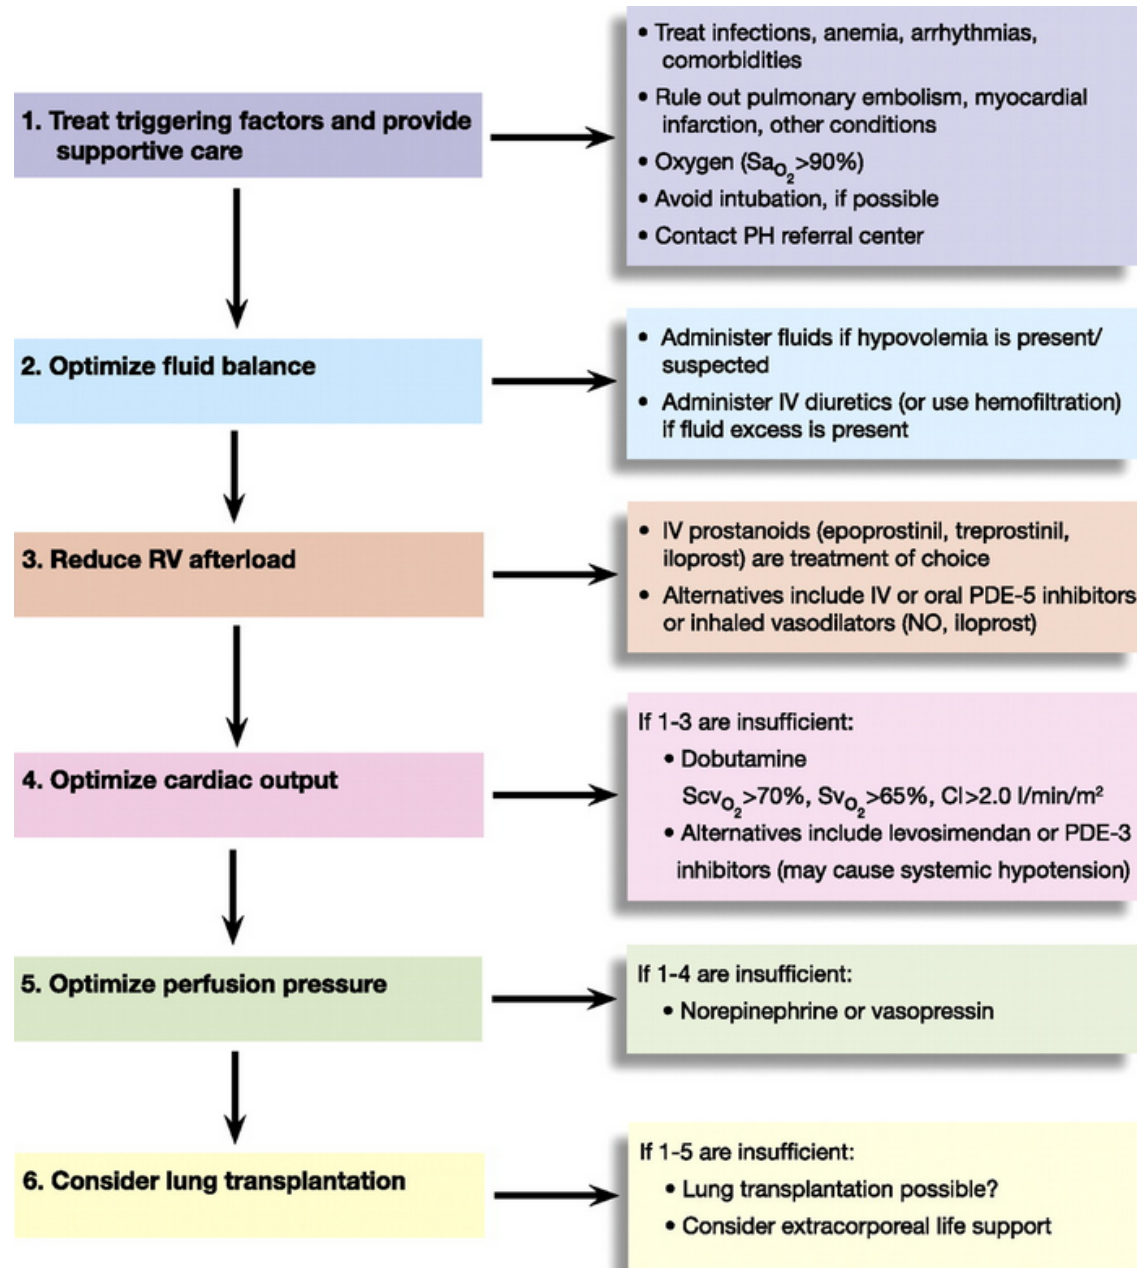 1. Treat triggering factors and provide
supportive care
• Treat infections, anemia, arrhythmias,
comorbidities
• Rule out pulmonary embolism, myocardial
infarction, other conditions
• Oxygen (SaO2>90%)
• Avoid intubation, if possible
• Contact PH referral center
2. Optimize fluid balance
• Administer fluids if hypovolemia is present/
suspected
• Administer IV diuretics (or use hemofiltration)
if fluid excess is present
3. Reduce RV afterload
• IV prostanoids (epoprostinil, treprostinil,
iloprost) are treatment of choice
• Alternatives include IV or oral PDE-5 inhibitors
or inhaled vasodilators (NO, iloprost)
4. Optimize cardiac output
If 1-3 are insufficient:
• Dobutamine
ScvO2>70%, SvO2>65%, CI>2.0 l/min/m²
• Alternatives include levosimendan or PDE-3
inhibitors (may cause systemic hypotension)
5. Optimize perfusion pressure
If 1-4 are insufficient:
• Norepinephrine or vasopressin
6. Consider lung transplantation
If 1-5 are insufficient:
• Lung transplantation possible?
• Consider extracorporeal life support